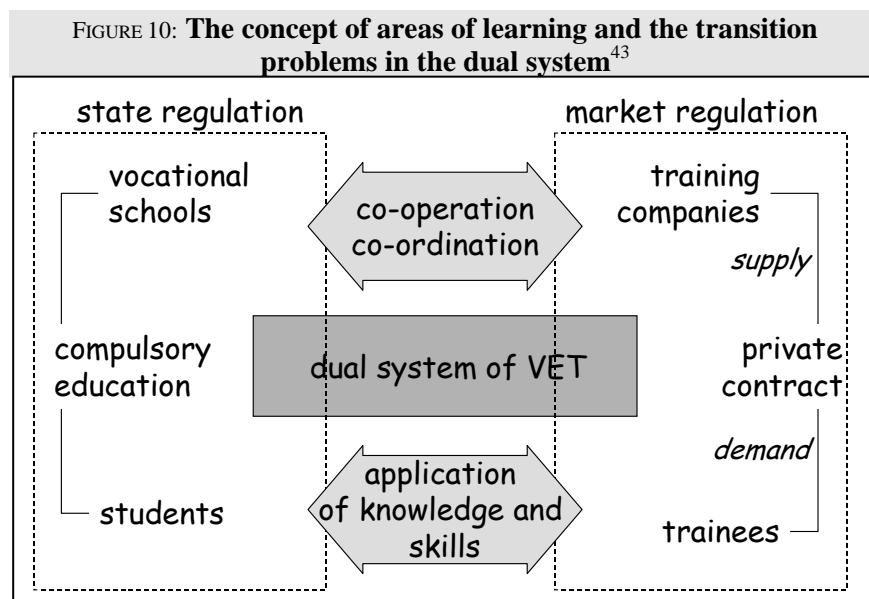 FIGURE 10: The concept of areas of learning and the transition
problems in the dual system43
state regulation
market regulation
vocational
schools
co-operation
co-ordination
training
companies
supply
compulsory
education
dual system of VET
private
contract
demand
students
application
of knowledge and
skills
trainees